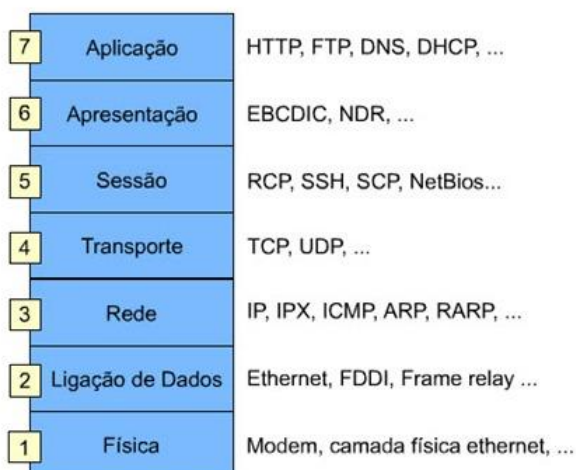 7 Aplicação HTTP, FTP, DNS, DHCP, ...
6 Apresentação EBCDIC, NDR, ...
5 Sessão RCP, SSH, SCP, NetBios...
4 Transporte TCP, UDP, ...
3 Rede IP, IPX, ICMP, ARP, RARP, ...
2 Ligação de Dados Ethernet, FDDI, Frame relay ...
1 Física Modem, camada física ethernet, ...